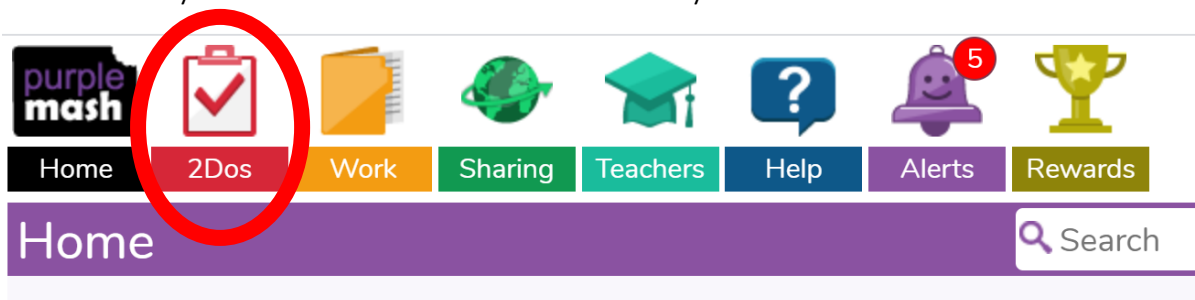 5
purple
mash
?
Home 2Dos Work Sharing Teachers Help Alerts Rewards
Home Search